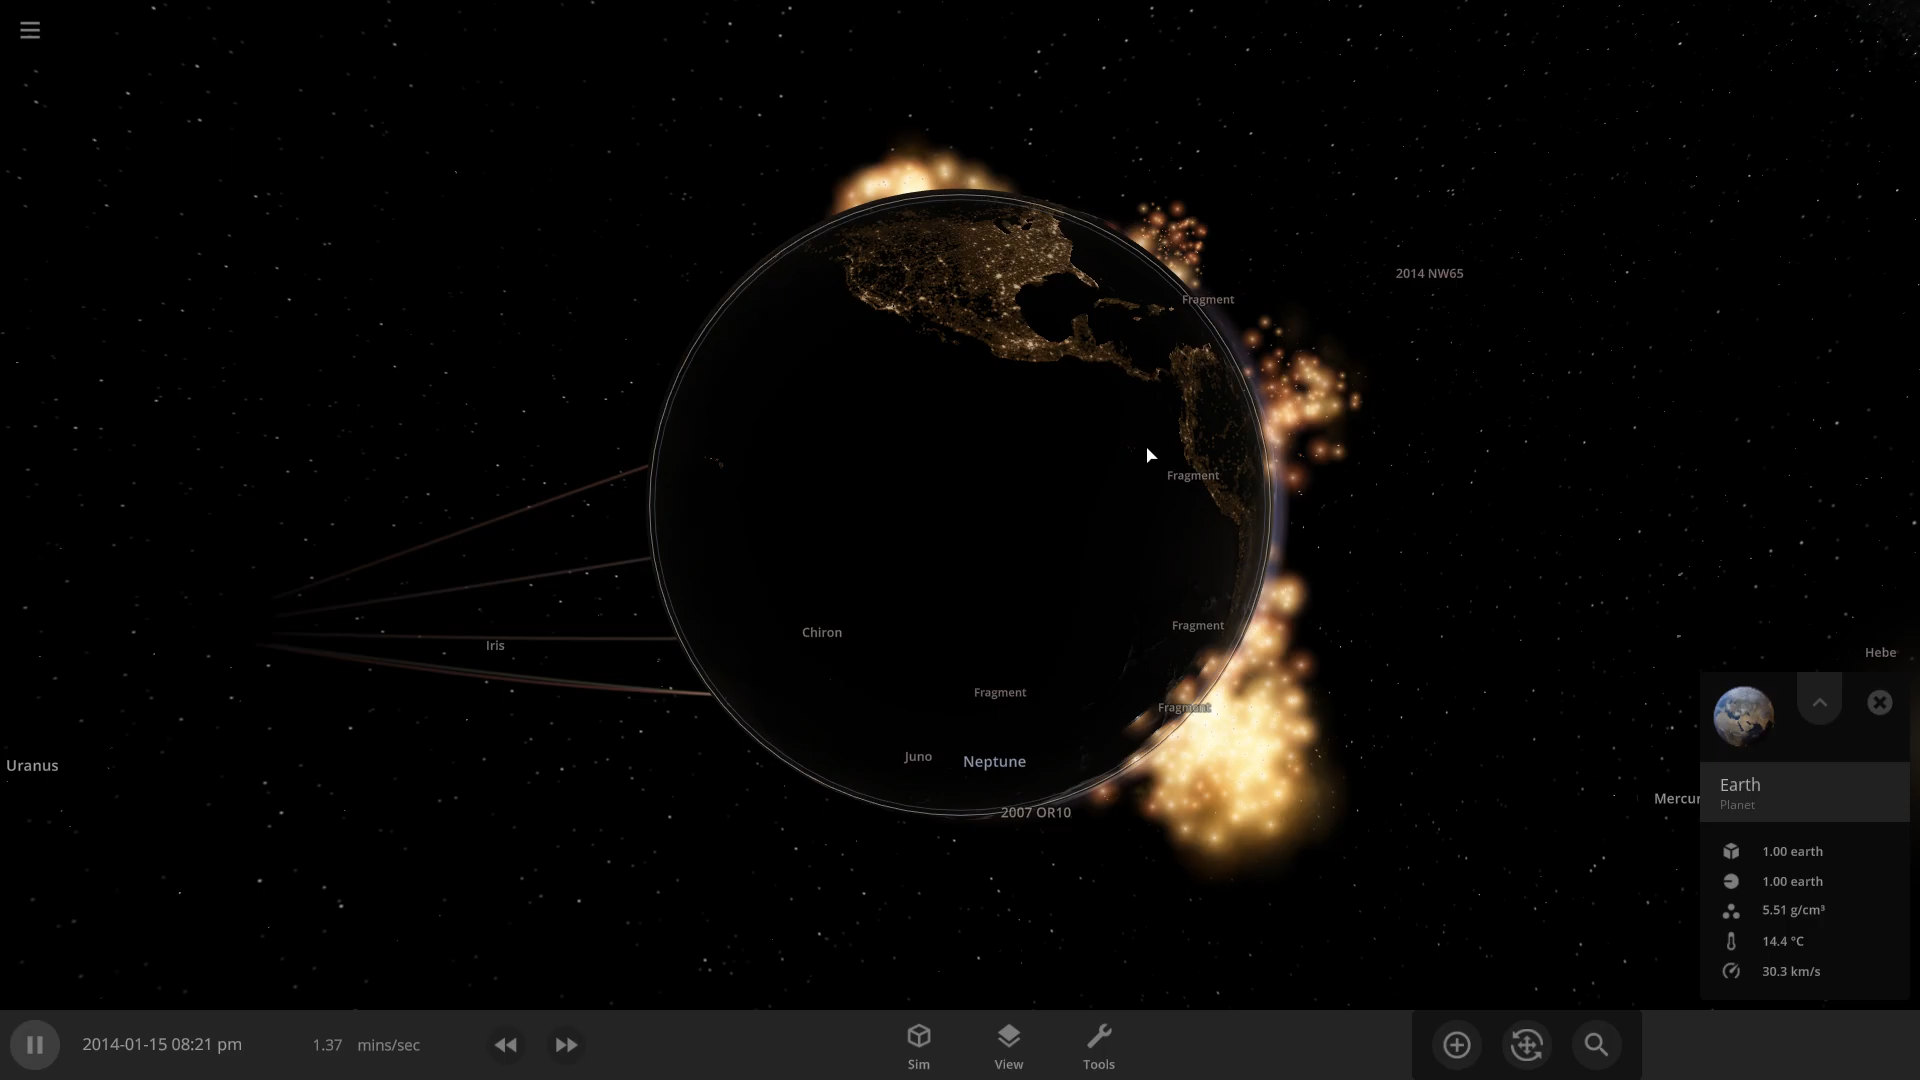 2014 NW65
Fragment
Fragment
Fragment
Chiron
Iris
Hebe
Fragment
Fragment
Juno
Neptune
Uranus
2007 OR10
Mercur
Earth
Planet
1.00 earth
1.00 earth
5.51 g/cm³
14.4 °C
30.3 km/s
2014-01-15 08:21 pm
1.37 mins/sec
Sim
View
Tools